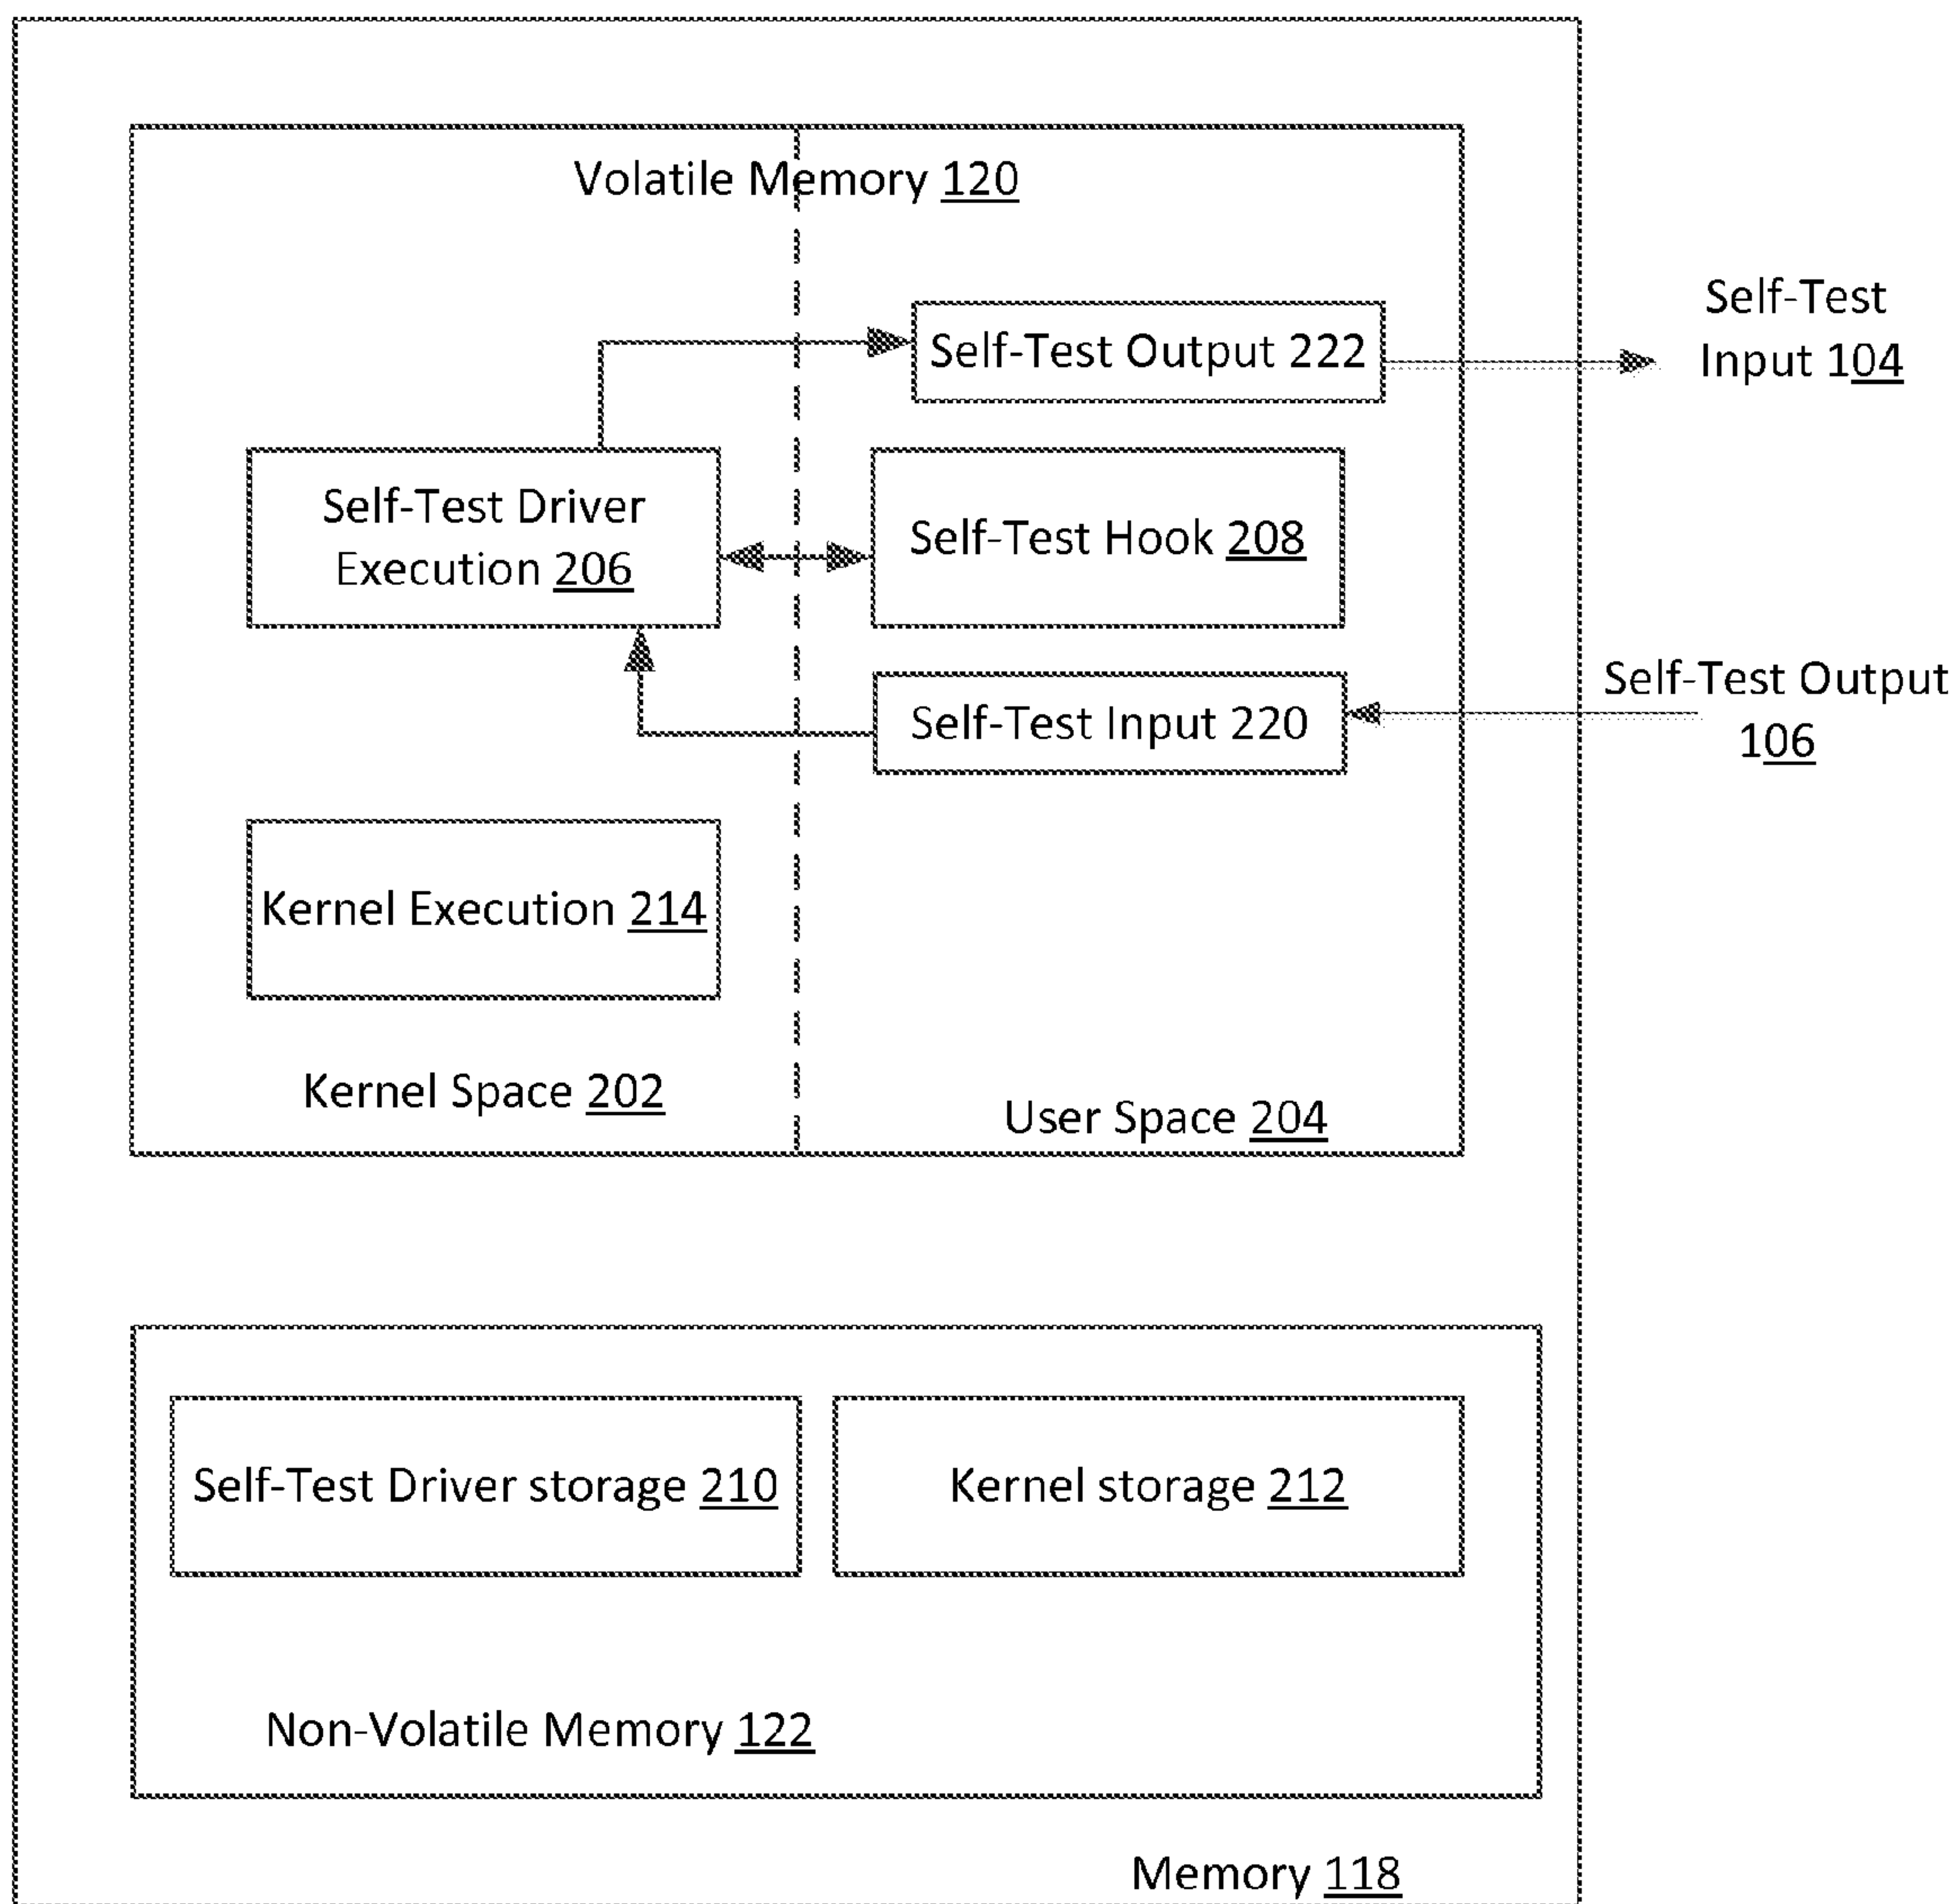 Volatile Memory 120
Self-Test
Input 104
Self-Test Output 222
Self-Test Driver
Execution 206
Self-Test Hook 208
Self-Test Output
106
Self-Test Input 220
Kernel Execution 214
Kernel Space 202
User Space 204
Self-Test Driver storage 210
Kernel storage 212
Non-Volatile Memory 122
Memory 118